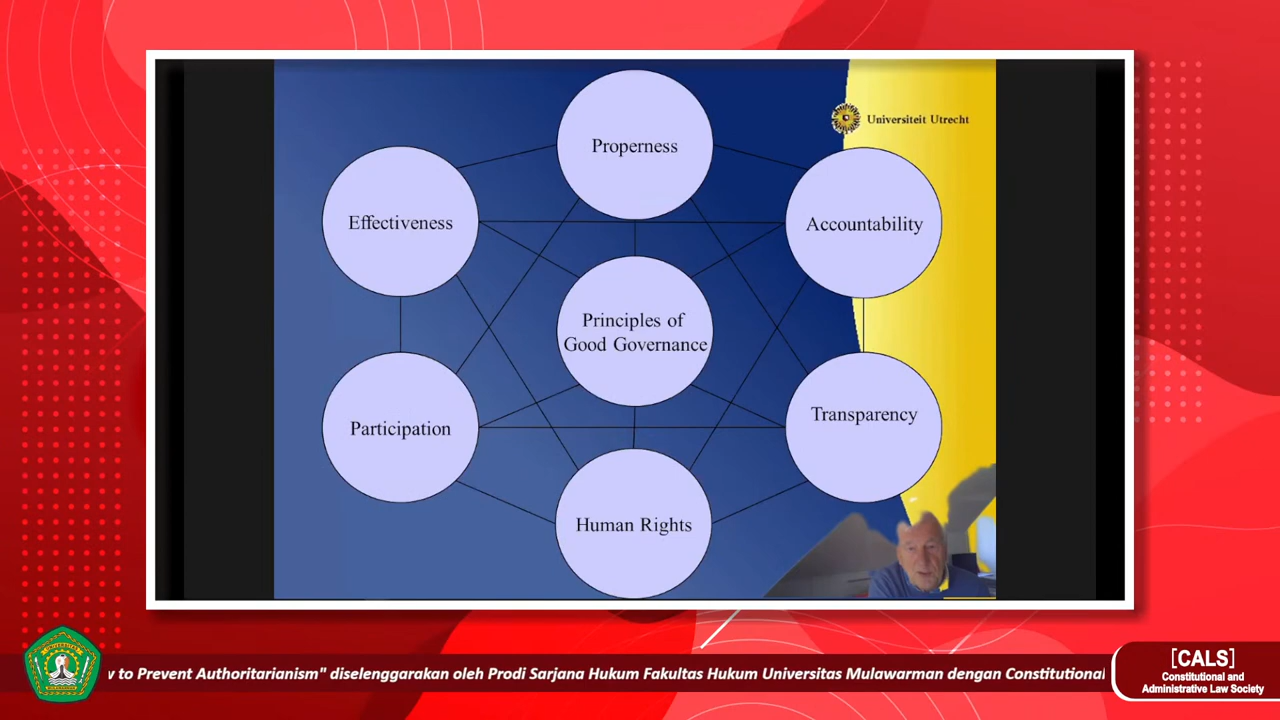 Properness
Universiteit Utrecht
Effectiveness
Accountability
Principles of
Good Governance
Participation
Transparency
Human Rights
to Prevent Authoritarianism" diselenggarakan oleh Prodi Sarjana Hukum Fakultas Hukum Universitas Mulawarman dengan Constitutional
[CALS]
Constitutional and
Administrative Law Society